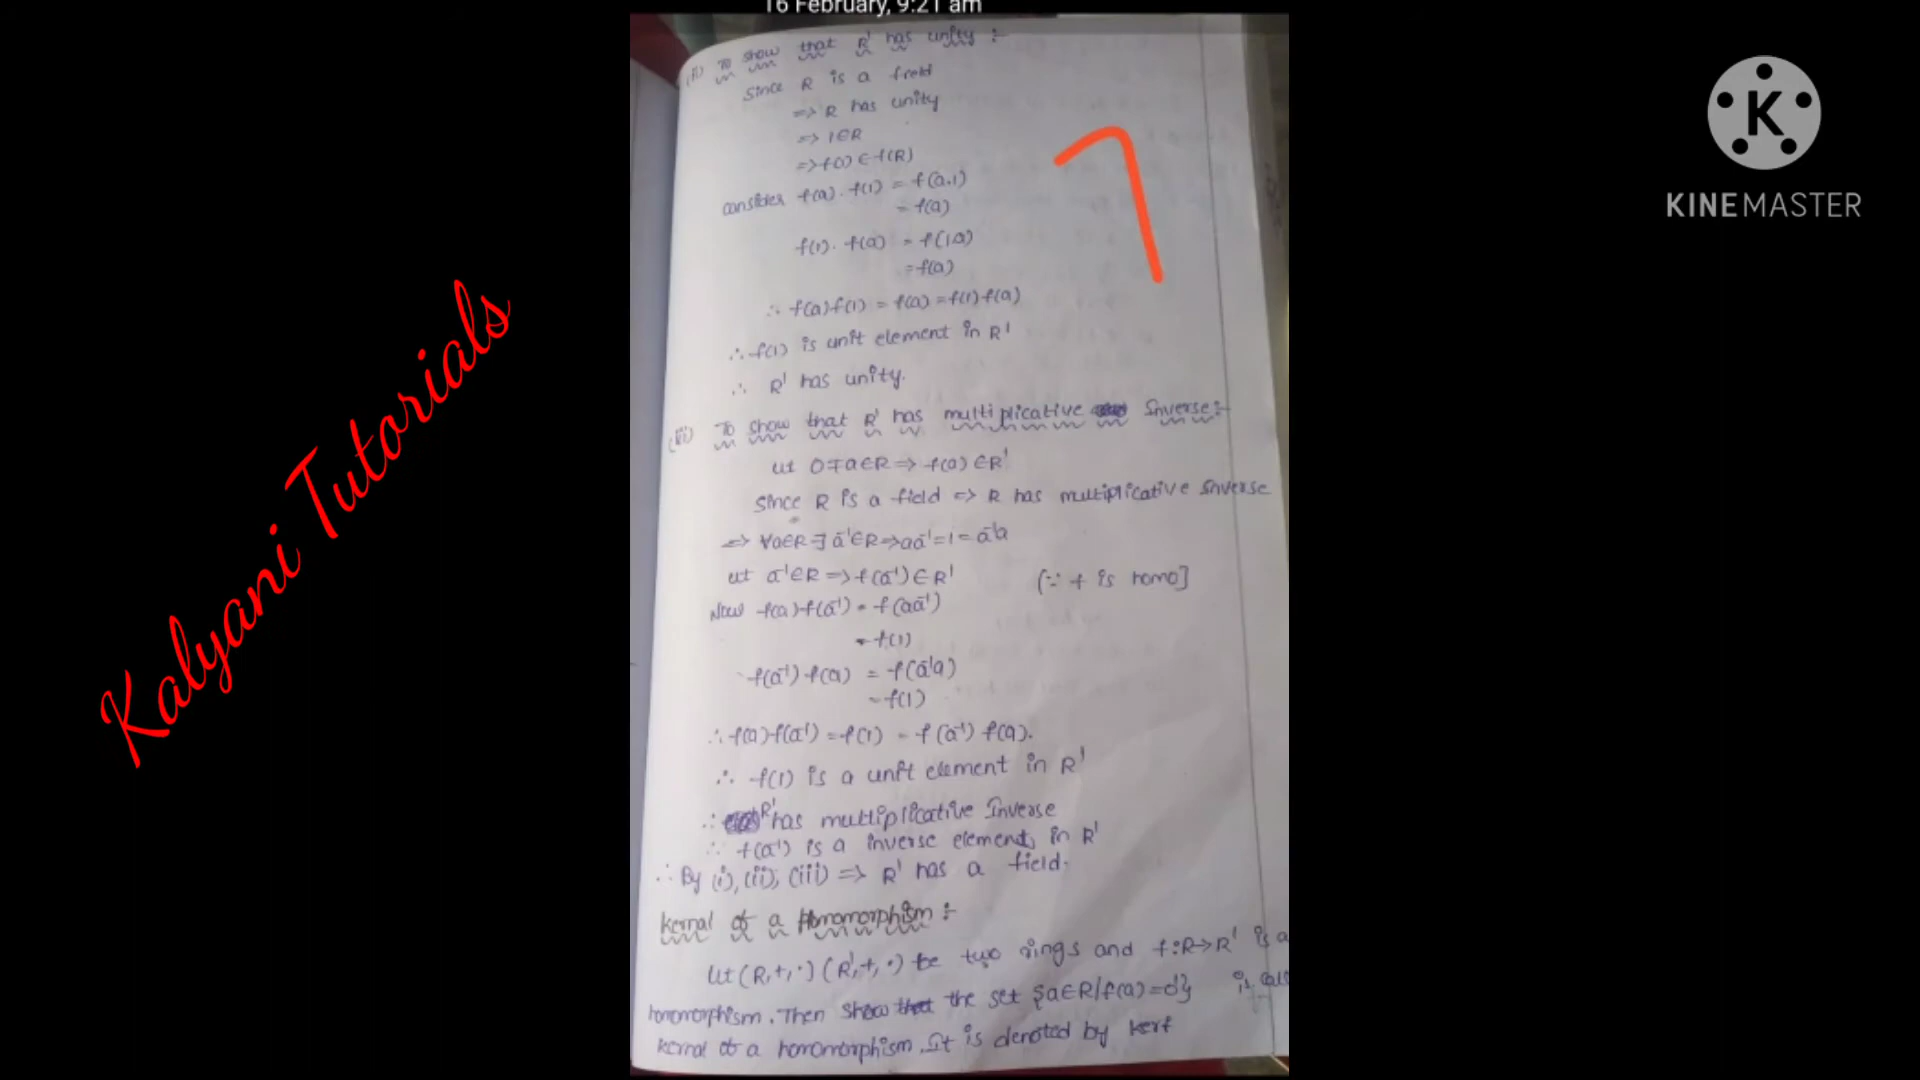 16 February, 9:21 am
(ii) To show that R' has unity :-
Since R is a field
=> R has unity
=> 1∈R
=> f(1) ∈ f(R)
consider f(a) . f(1) = f(a.1)
= f(a)
f(1) . f(a) = f(1.a)
= f(a)
∴ f(a) f(1) = f(a) = f(1) f(a)
∴ f(1) is unit element in R'
∴ R' has unity.
(iii) To show that R' has multiplicative Inverse:-
let 0≠a∈R => f(a) ∈R'
Since R is a field => R has multiplicative Inverse
=> ∀a∈R ∃ a⁻¹∈R => aa⁻¹ = 1 = a⁻¹a
let a⁻¹∈R => f(a⁻¹) ∈ R' [∵ f is homo]
Now f(a) f(a⁻¹) = f(aa⁻¹)
= f(1)
f(a⁻¹) f(a) = f(a⁻¹a)
= f(1)
∴ f(a) f(a⁻¹) = f(1) = f(a⁻¹) f(a).
∴ f(1) is a unit element in R'
∴ R' has multiplicative Inverse
∴ f(a⁻¹) is a inverse element in R'
∴ By (i), (ii), (iii) => R' has a field.
kernal of a Homomorphism :-
let (R,+,·) (R',+,·) be two rings and f:R→R' is a
homomorphism. Then the set {a∈R/f(a)=0'} is
kernal of a homomorphism. It is denoted by kerf
Kalyani Tutorials
K
KINEMASTER